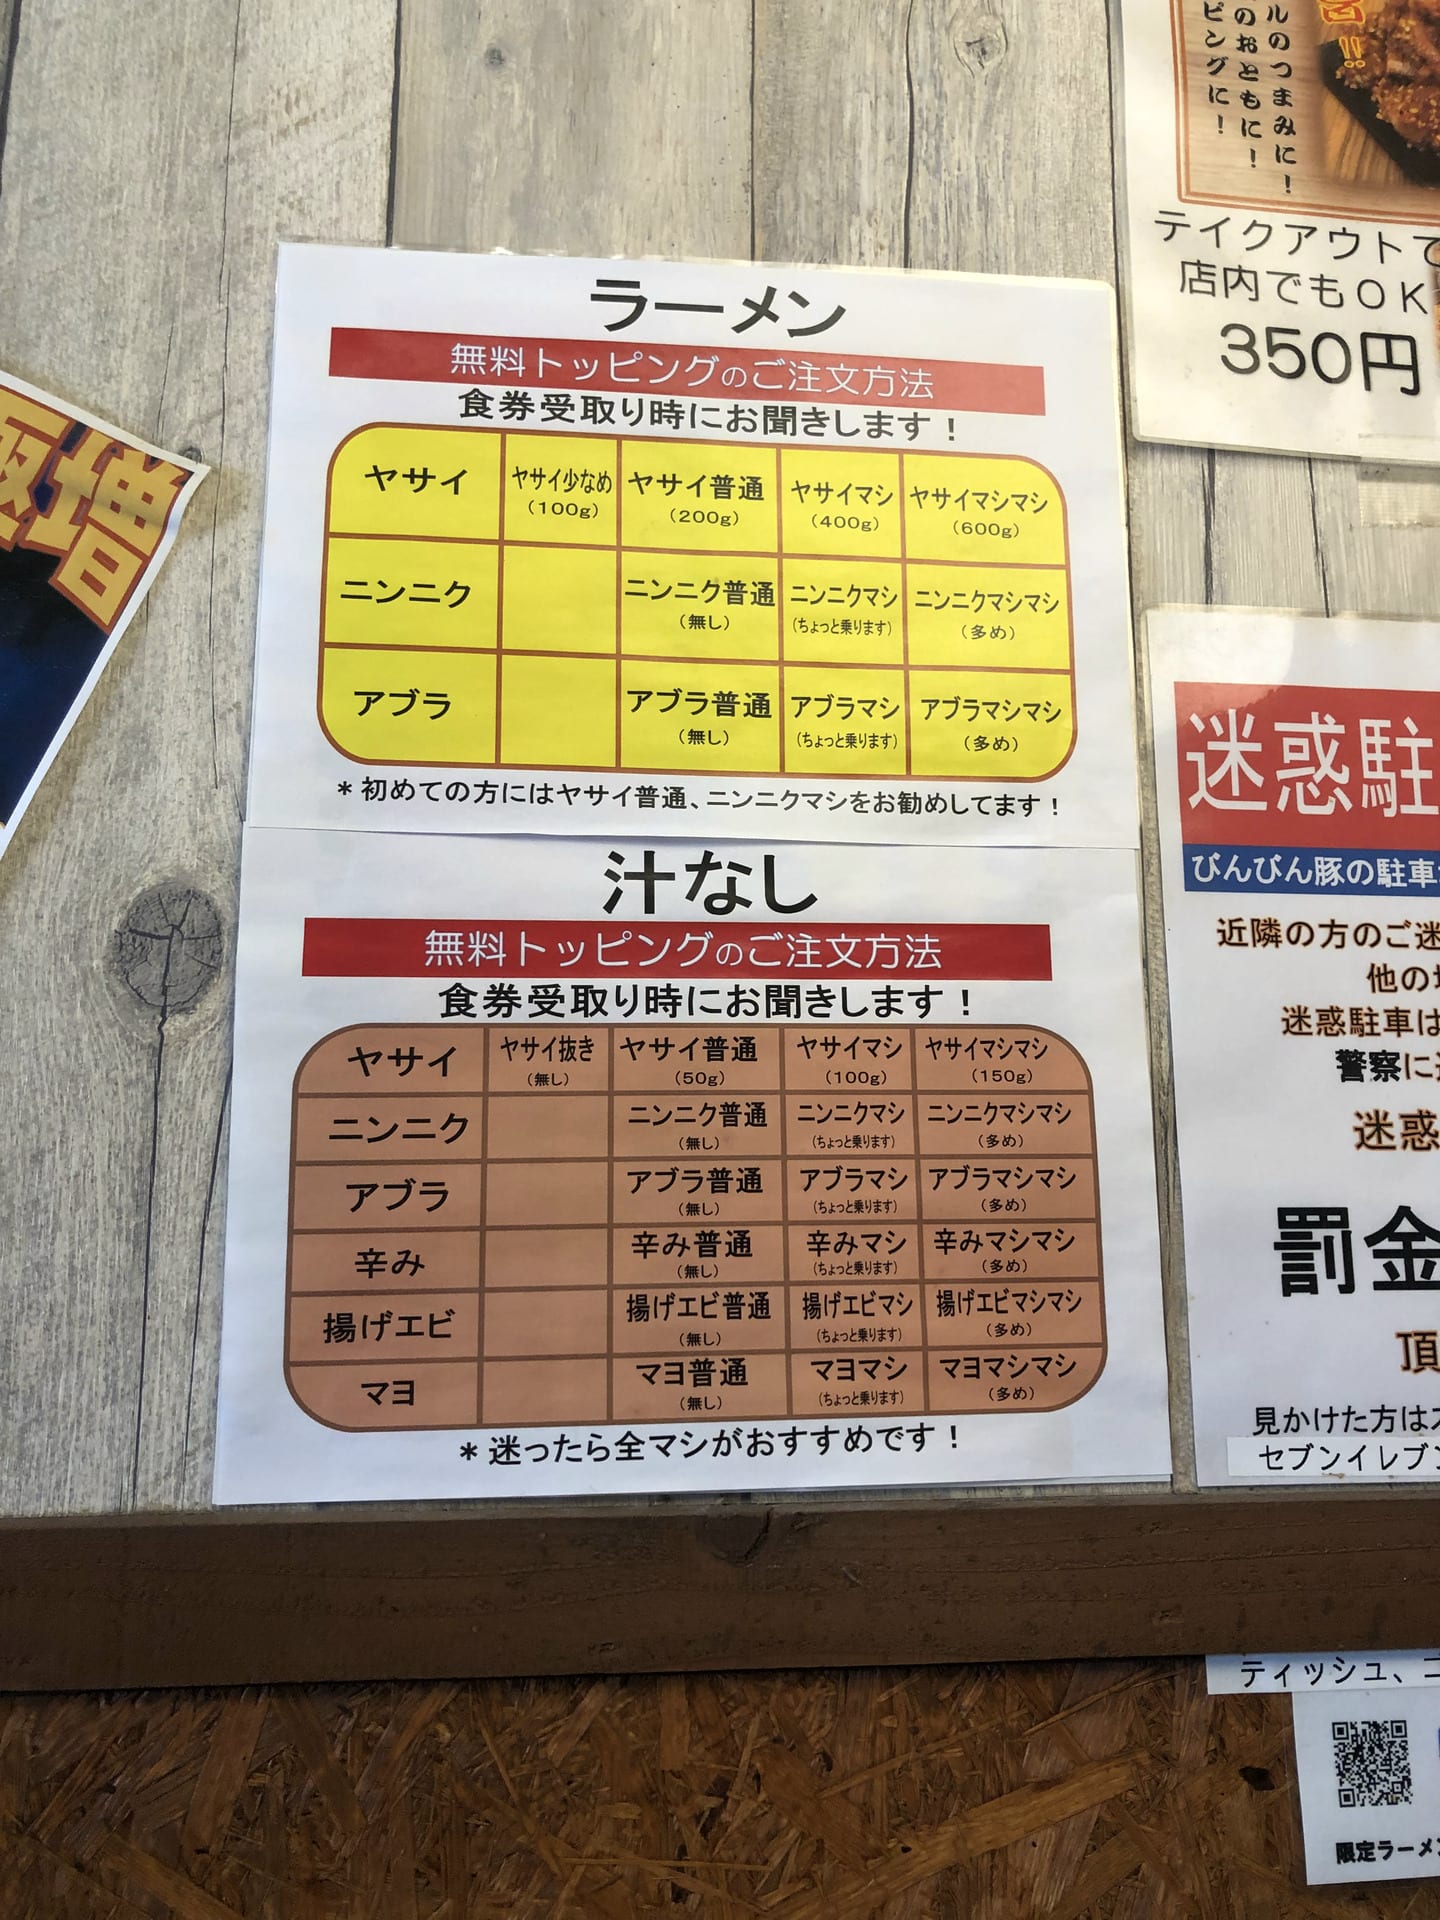 ラーメン
無料トッピングのご注文方法
食券受取り時にお聞きします！
ヤサイ ヤサイ少なめ ヤサイ普通 ヤサイマシ ヤサイマシマシ
（100g） （200g） （400g） （600g）
ニンニク ニンニク普通 ニンニクマシ ニンニクマシマシ
（無し） （ちょっと乗ります） （多め）
アブラ アブラ普通 アブラマシ アブラマシマシ
（無し） （ちょっと乗ります） （多め）
＊初めての方にはヤサイ普通、ニンニクマシをお勧めしてます！
汁なし
無料トッピングのご注文方法
食券受取り時にお聞きします！
ヤサイ ヤサイ抜き ヤサイ普通 ヤサイマシ ヤサイマシマシ
（無し） （50g） （100g） （150g）
ニンニク ニンニク普通 ニンニクマシ ニンニクマシマシ
（無し） （ちょっと乗ります） （多め）
アブラ アブラ普通 アブラマシ アブラマシマシ
（無し） （ちょっと乗ります） （多め）
辛み 辛み普通 辛みマシ 辛みマシマシ
（無し） （ちょっと乗ります） （多め）
揚げエビ 揚げエビ普通 揚げエビマシ 揚げエビマシマシ
（無し） （ちょっと乗ります） （多め）
マヨ マヨ普通 マヨマシ マヨマシマシ
（無し） （ちょっと乗ります） （多め）
＊迷ったら全マシがおすすめです！
増
ルのつまみに！
のおともに！
ピングに！
テイクアウトで
店内でもＯＫ
350円
迷惑駐
びんびん豚の駐車
近隣の方のご迷
他の
迷惑駐車は
警察に
迷惑
罰金
頂
見かけた方は
セブンイレブン
ティッシュ、
限定ラーメン